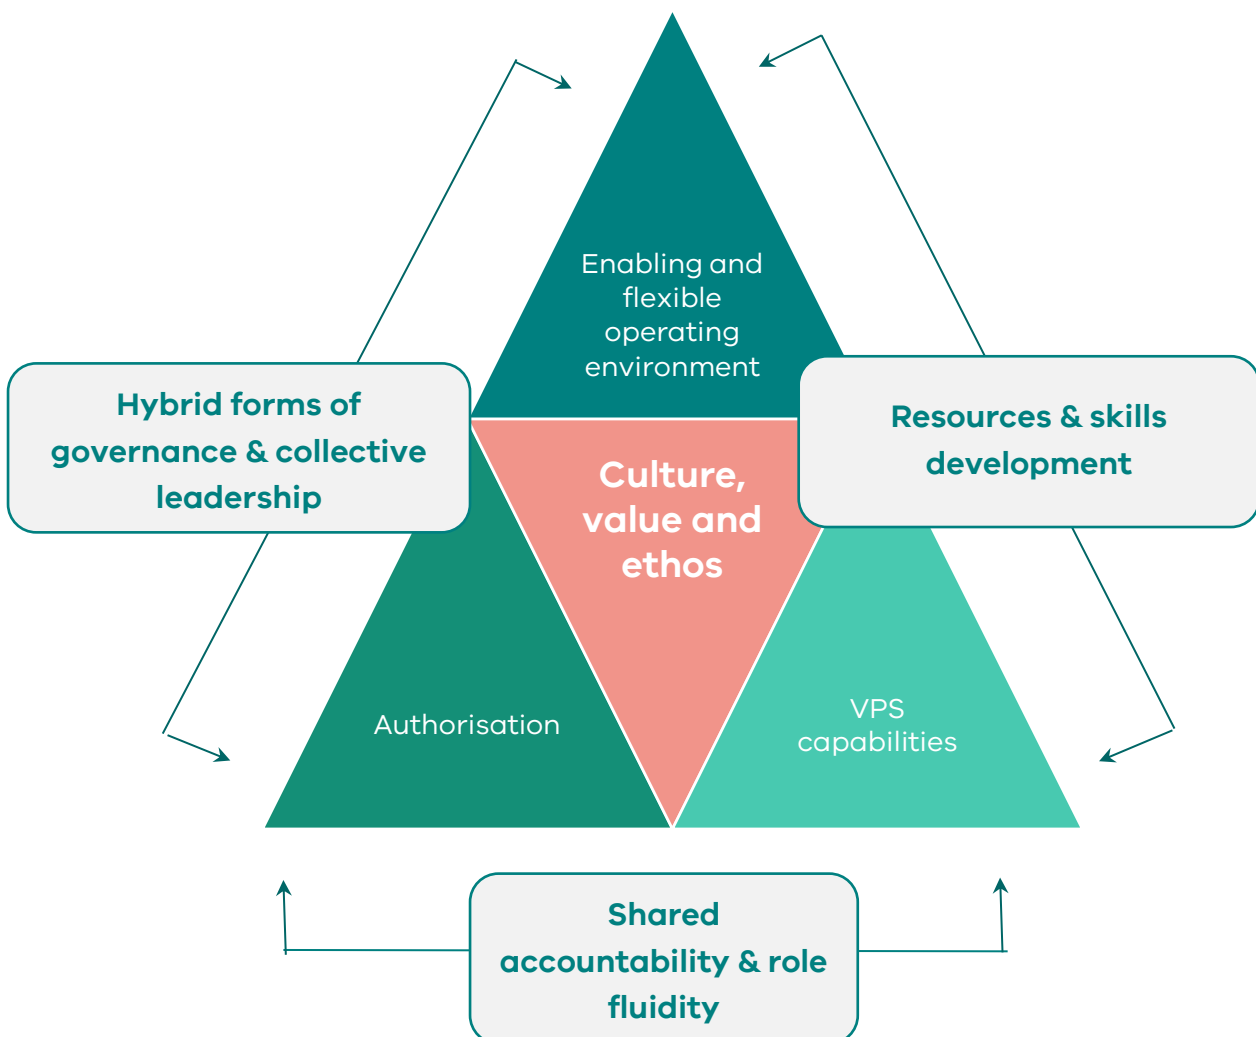 Enabling and
flexible
operating
environment
Hybrid forms of
governance & collective
leadership
Resources & skills
development
Culture,
value and
ethos
Authorisation
VPS
capabilities
Shared
accountability & role
fluidity